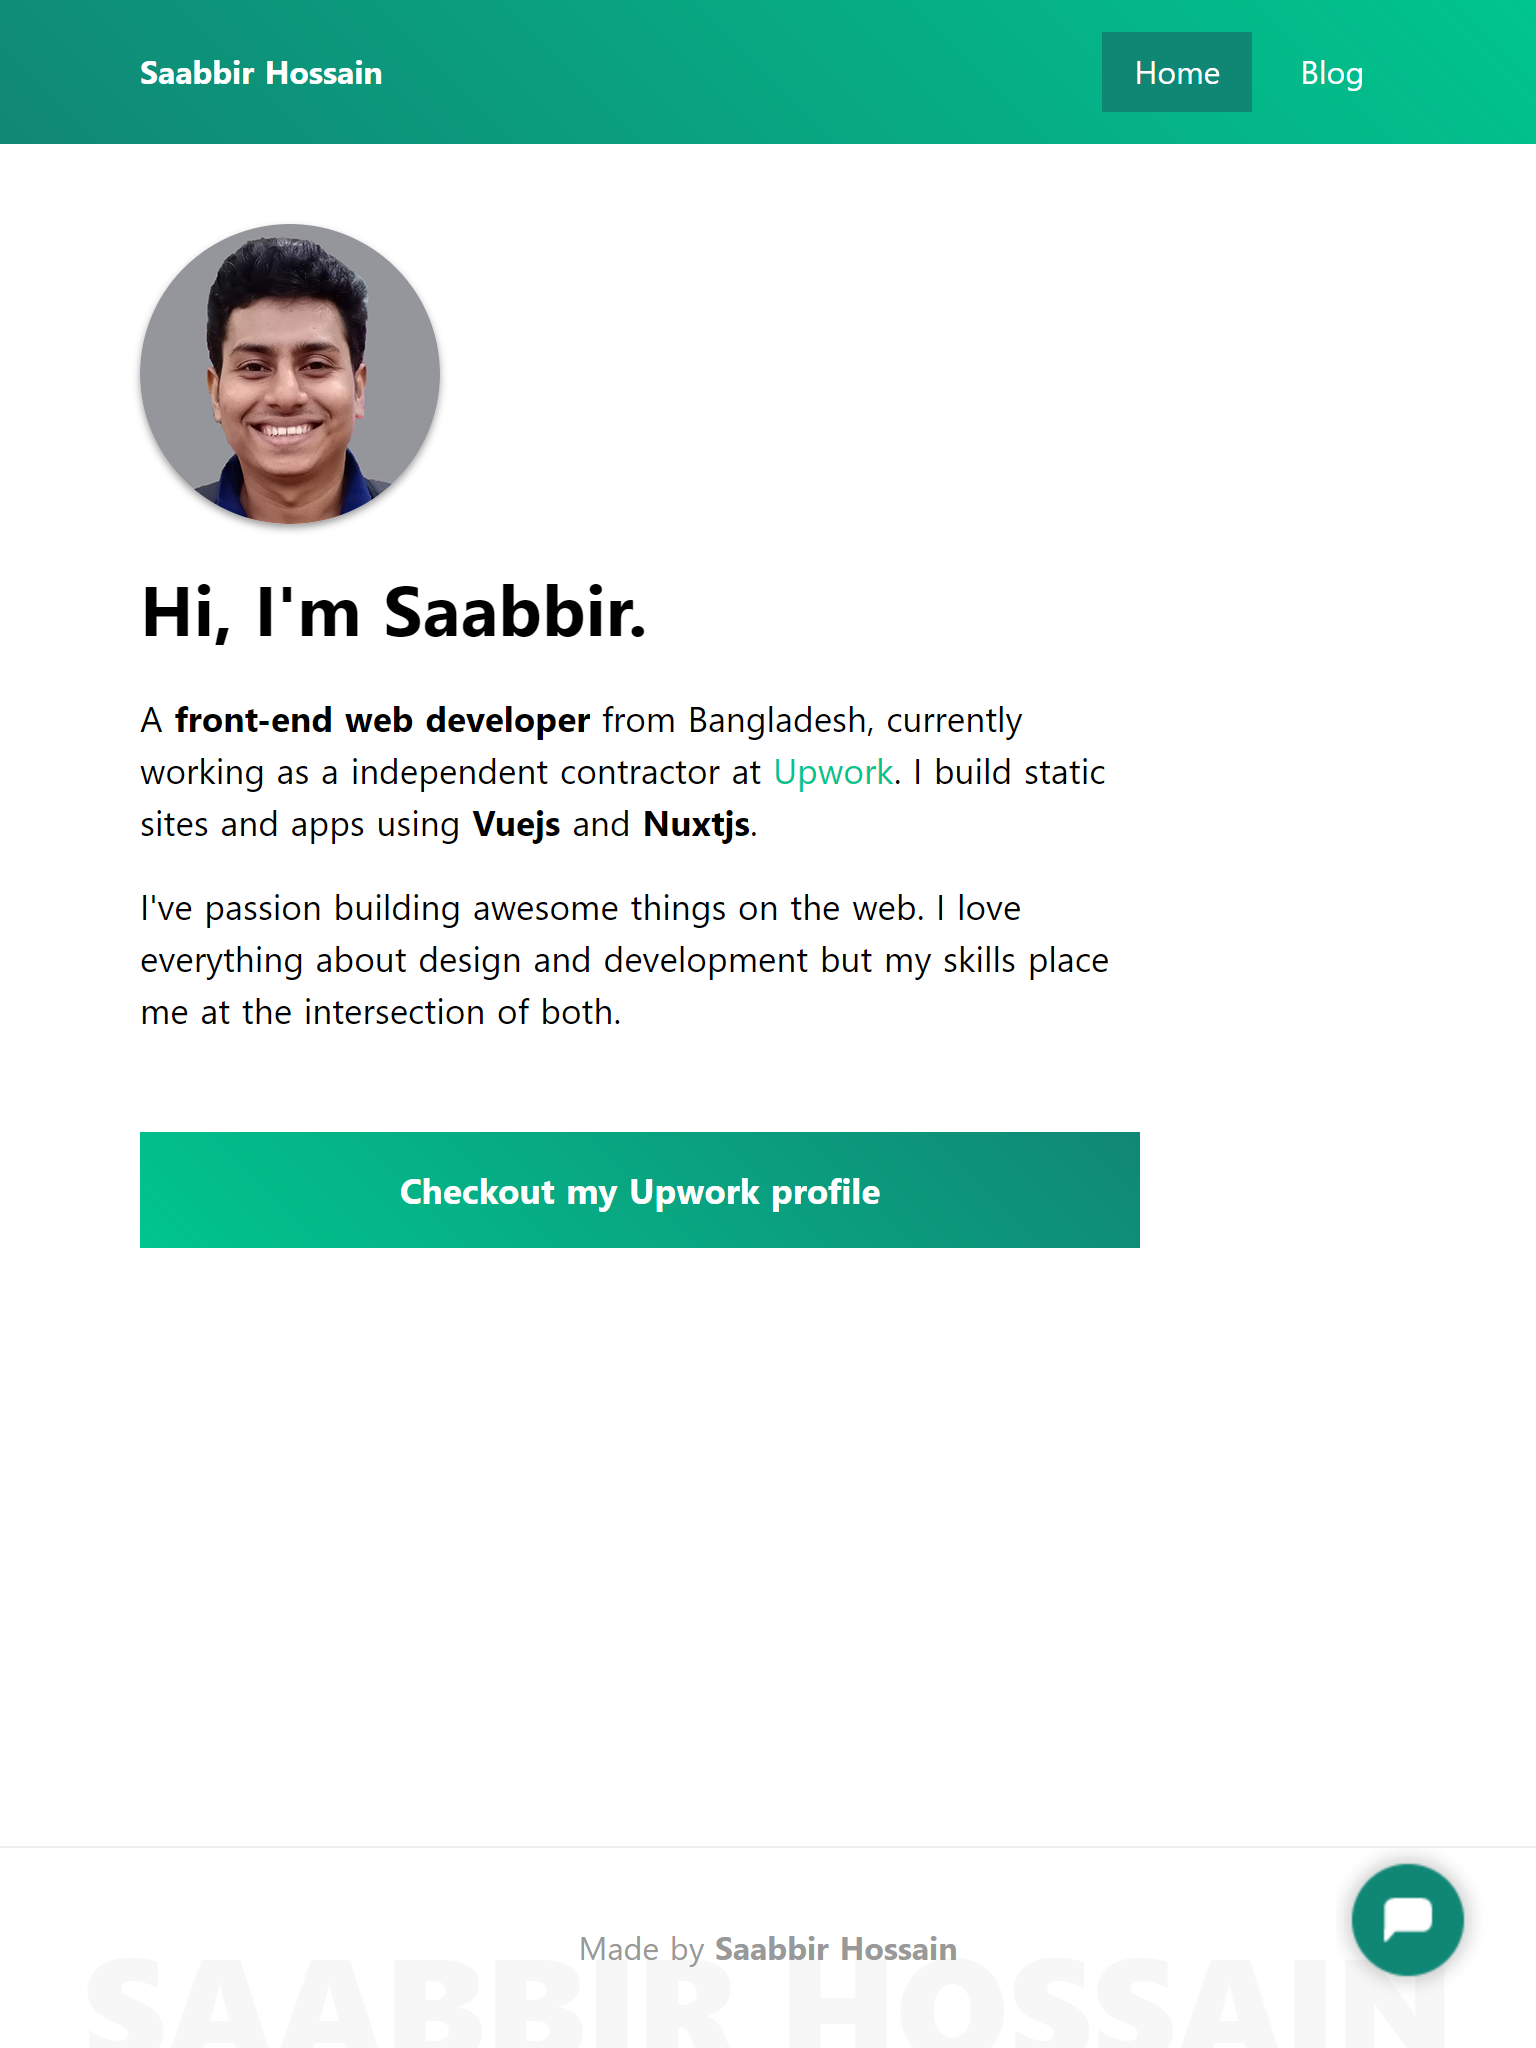 Saabbir Hossain
Home
Blog
Hi, I'm Saabbir.
A front-end web developer from Bangladesh, currently
working as a independent contractor at Upwork. I build static
sites and apps using Vuejs and Nuxtjs.
I've passion building awesome things on the web. I love
everything about design and development but my skills place
me at the intersection of both.
Checkout my Upwork profile
Made by Saabbir Hossain
SAABBIR HOSSAIN